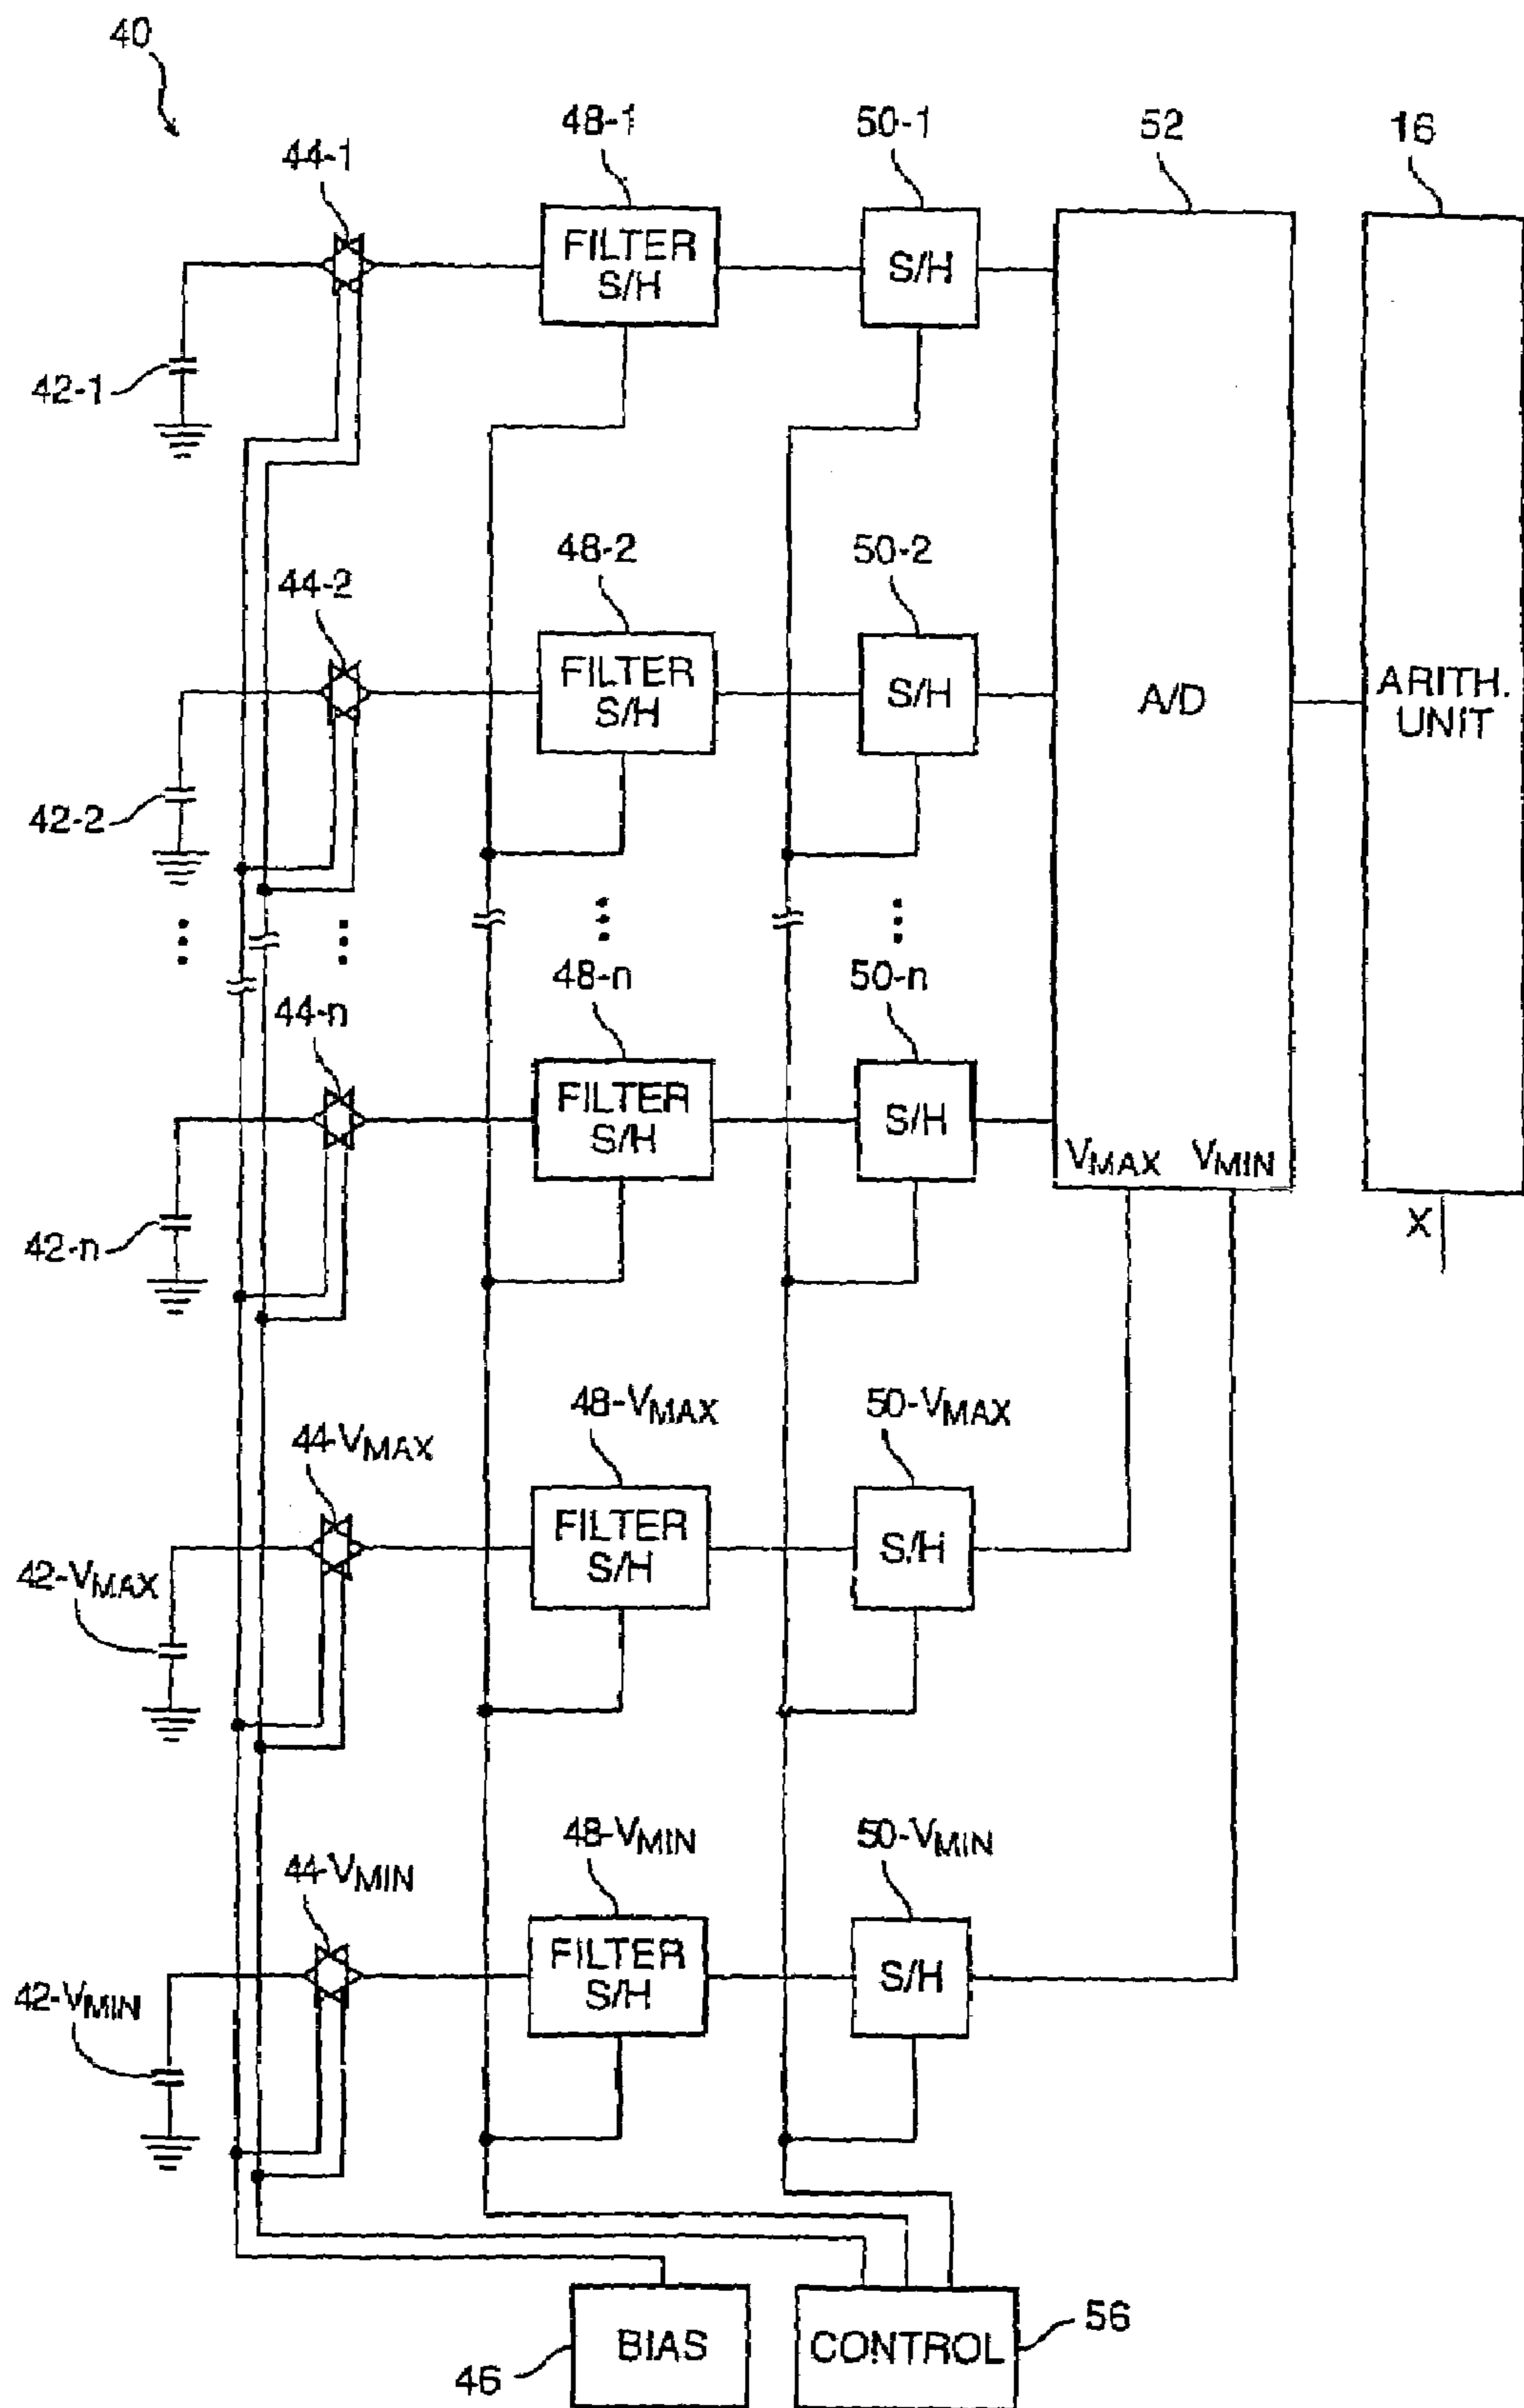 40
48-1
50-1
52
16
44-1
FILTER
S/H
S/H
42-1
48-2
50-2
44-2
FILTER
S/H
S/H
A/D
ARITH.
UNIT
42-2
48-n
50-n
44-n
FILTER
S/H
S/H
VMAX
VMIN
X
42-n
48-VMAX
50-VMAX
44-VMAX
FILTER
S/H
S/H
42-VMAX
48-VMIN
50-VMIN
44-VMIN
FILTER
S/H
S/H
42-VMIN
BIAS
CONTROL
56
46